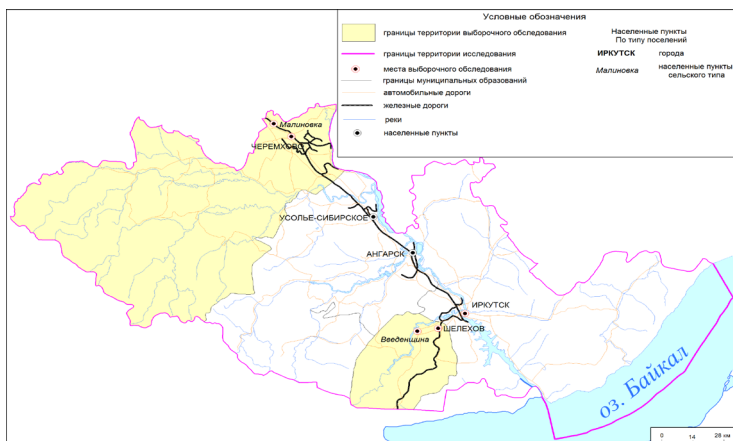 Условные обозначения
границы территории выборочного обследования
границы территории исследования
места выборочного обследования
границы муниципальных образований
автомобильные дороги
железные дороги
реки
населенные пункты
Населенные пункты
По типу поселений
ИРКУТСК города
Малиновка населенные пункты
сельского типа
Малиновка
ЧЕРЕМХОВО
УСОЛЬЕ-СИБИРСКОЕ
АНГАРСК
ИРКУТСК
ШЕЛЕХОВ
Введенщина
оз. Байкал
0 14 28 км